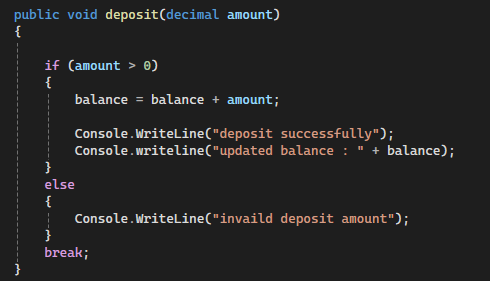 public void deposit(decimal amount)
{
if (amount > 0)
{
balance = balance + amount;
Console.WriteLine("deposit successfully");
Console.writeline("updated balance : " + balance);
}
else
{
Console.WriteLine("invaild deposit amount");
}
break;
}